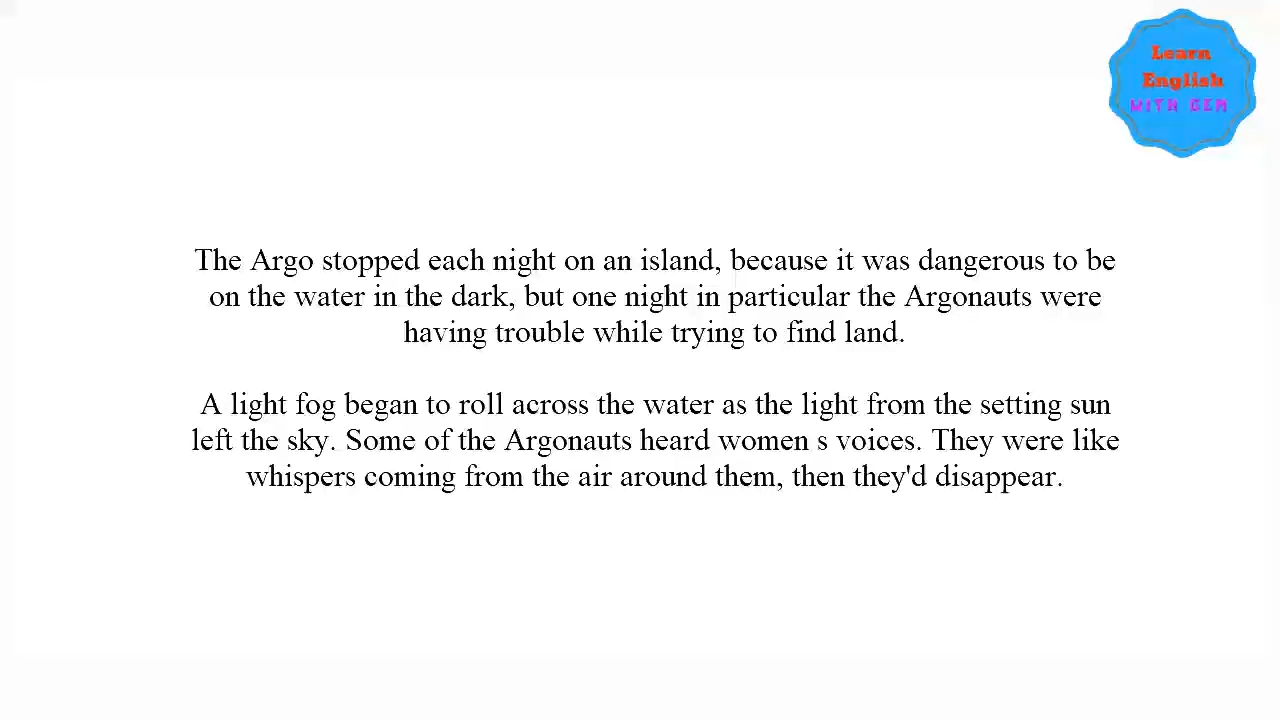 Learn
English
WITH GEM
The Argo stopped each night on an island, because it was dangerous to be
on the water in the dark, but one night in particular the Argonauts were
having trouble while trying to find land.
A light fog began to roll across the water as the light from the setting sun
left the sky. Some of the Argonauts heard women s voices. They were like
whispers coming from the air around them, then they'd disappear.